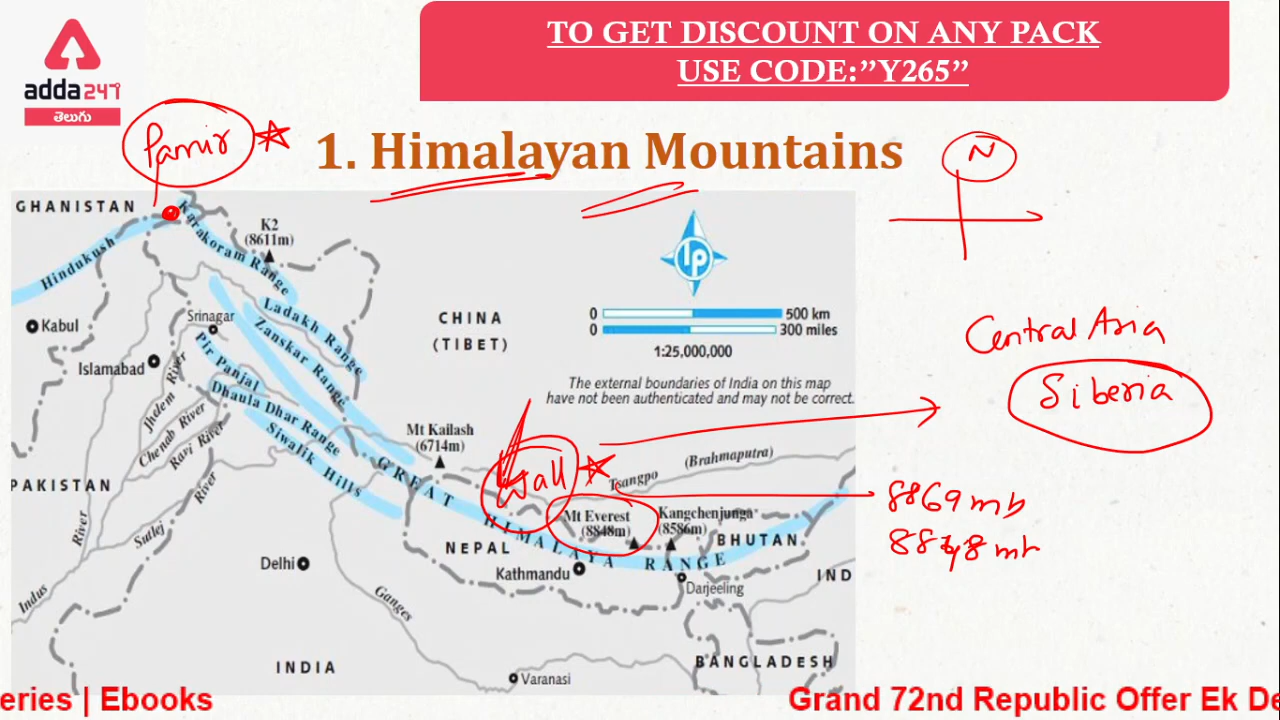 TO GET DISCOUNT ON ANY PACK
USE CODE:”Y265”
adda247
తెలుగు
Pamir
1. Himalayan Mountains
N
GHANISTAN
K2
(8611m)
Karakoram Range
Hindukush
Ladakh Range
CHINA
(TIBET)
0 500 km
0 300 miles
1:25,000,000
lp
Central Asia
Siberia
Srinagar
Kabul
Zanskar Range
Islamabad
Pir Panjal
The external boundaries of India on this map
have not been authenticated and may not be correct.
Dhaula Dhar Range
Jhdem River
Chenab River
Ravi River
Siwalik Hills
Mt Kailash
(6714m)
Wall
Tsangpo (Brahmaputra)
PAKISTAN
River
Sutlej River
GREAT HIMALAYA RANGE
Mt Everest
(8848m)
Kangchenjunga
(8586m)
8869 mts
8848 mts
NEPAL
BHUTAN
Delhi
Kathmandu
Darjeeling
IND
Indus
Ganges
INDIA
BANGLADESH
Varanasi
eries | Ebooks
Grand 72nd Republic Offer Ek De